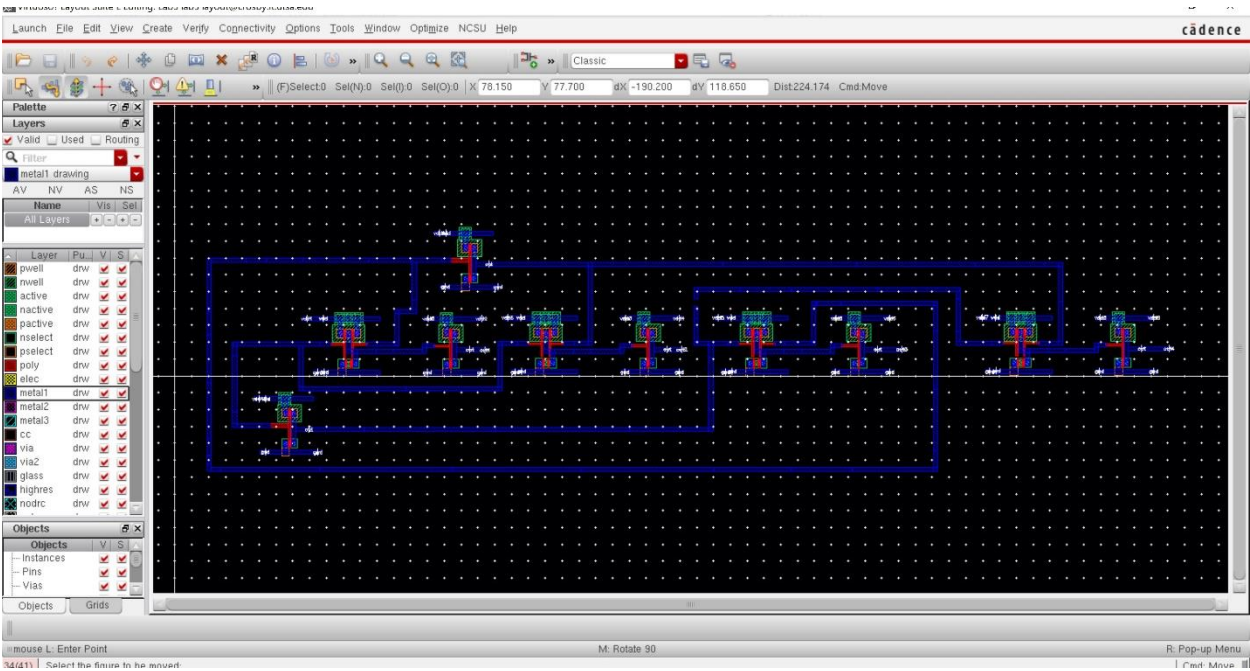 Launch File Edit View Create Verify Connectivity Options Tools Window Optimize NCSU Help
cādence
» » Classic
» (F)Select:0 Sel(N):0 Sel(I):0 Sel(O):0 X 78.150 Y 77.700 dX -190.200 dY 118.650 Dist:224.174 Cmd:Move
Palette ? X
Layers X
Valid Used Routing
Filter
metal1 drawing
AV NV AS NS
Name Vis Sel
All Layers + - + -
Layer Pu... V S
pwell drw
nwell drw
active drw
nactive drw
pactive drw
nselect drw
pselect drw
poly drw
elec drw
metal1 drw
metal2 drw
metal3 drw
cc drw
via drw
via2 drw
glass drw
highres drw
nodrc drw
Objects X
Objects V S
Instances
Pins
Vias
Objects Grids
mouse L: Enter Point M: Rotate 90 R: Pop-up Menu
34(41) Select the figure to be moved: Cmd: Move